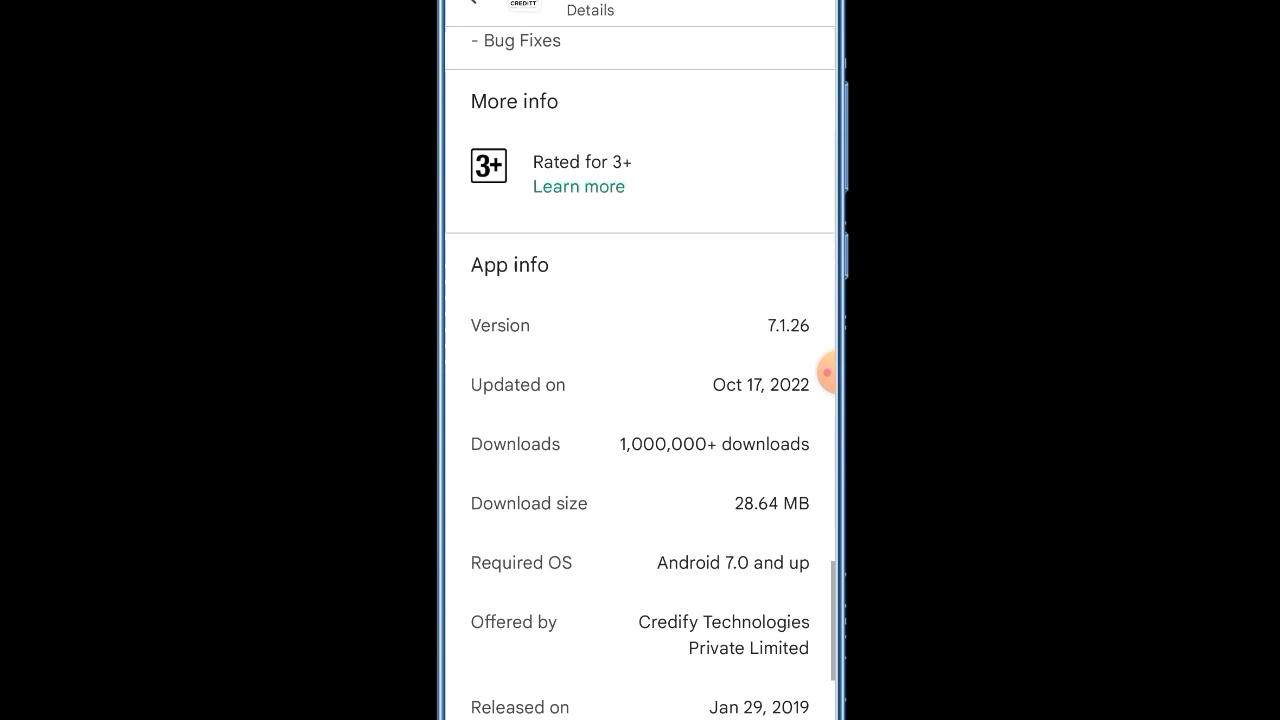 CREDITT
Details
- Bug Fixes
More info
3+
Rated for 3+
Learn more
App info
Version 7.1.26
Updated on Oct 17, 2022
Downloads 1,000,000+ downloads
Download size 28.64 MB
Required OS Android 7.0 and up
Offered by Credify Technologies
Private Limited
Released on Jan 29, 2019